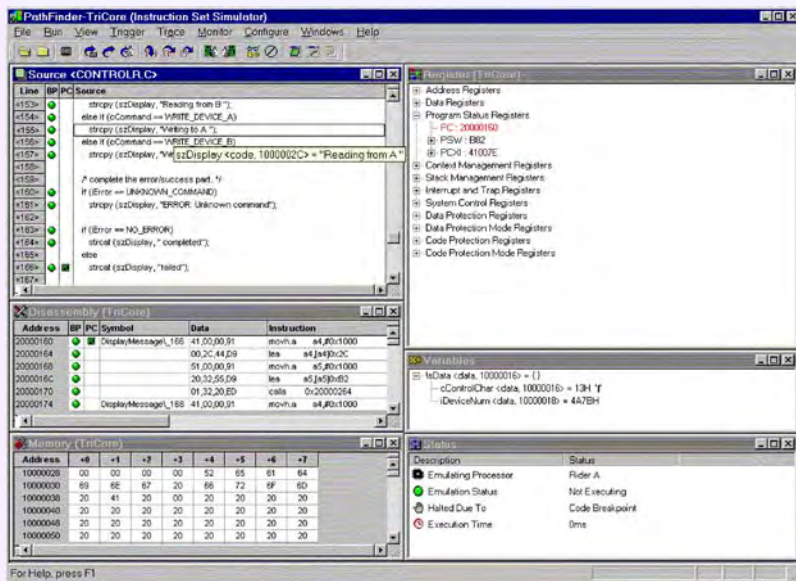 PathFinder-TriCore (Instruction Set Simulator)
File Run View Trigger Trace Monitor Configure Windows Help
Source <CONTROLR.C>
Line BP PC Source
«153» strcpy (szDisplay, "Reading from B ");
«154» else if (cCommand == WRITE_DEVICE_A)
«155» strcpy (szDisplay, "Writing to A ");
«156» else if (cCommand == WRITE_DEVICE_B)
«157» strcpy (szDisplay, "Wri
szDisplay <code, 1000002C> = "Reading from A "
«158»
«159» /* complete the error/success part. */
«160» if (iError == UNKNOWN_COMMAND)
«161» strcpy (szDisplay, "ERROR: Unknown command");
«162»
«163» if (iError == NO_ERROR)
«164» strcat (szDisplay, " completed");
«165» else
«166» strcat (szDisplay, "failed");
«167»
Register (TriCore)
Address Registers
Data Registers
Program Status Registers
PC : 20000160
PSW : B82
PCXI : 41007E
Context Management Registers
Stack Management Registers
Interrupt and Trap Registers
System Control Registers
Data Protection Registers
Data Protection Mode Registers
Code Protection Registers
Code Protection Mode Registers
Disassembly (TriCore)
Address BP PC Symbol Data Instruction
20000160 DisplayMessage\_166 41,00,00,91 movh.a a4,#0x1000
20000164 00,2C,44,D9 lea a4,[a4]0x2C
20000168 51,00,00,91 movh.a a5,#0x1000
2000016C 20,32,55,D9 lea a5,[a5]0xB2
20000170 01,32,20,ED calla 0x20000264
20000174 DisplayMessage\_168 41,00,00,91 movh.a a4,#0x1000
Variables
tsData <data, 10000016> = { }
cControlChar <data, 10000016> = 13H
iDeviceNum <data, 10000018> = 4A7BH
Memory (TriCore)
Address +0 +1 +2 +3 +4 +5 +6 +7
10000028 00 00 00 00 52 65 61 64
10000030 69 6E 67 20 66 72 6F 6D
10000038 20 41 20 00 20 20 20 20
10000040 20 20 20 20 20 20 20 20
10000048 20 20 20 20 20 20 20 20
10000050 20 20 20 20 20 20 20 20
Status
Description Status
Emulating Processor Rider A
Emulation Status Not Executing
Halted Due To Code Breakpoint
Execution Time 0ms
For Help, press F1